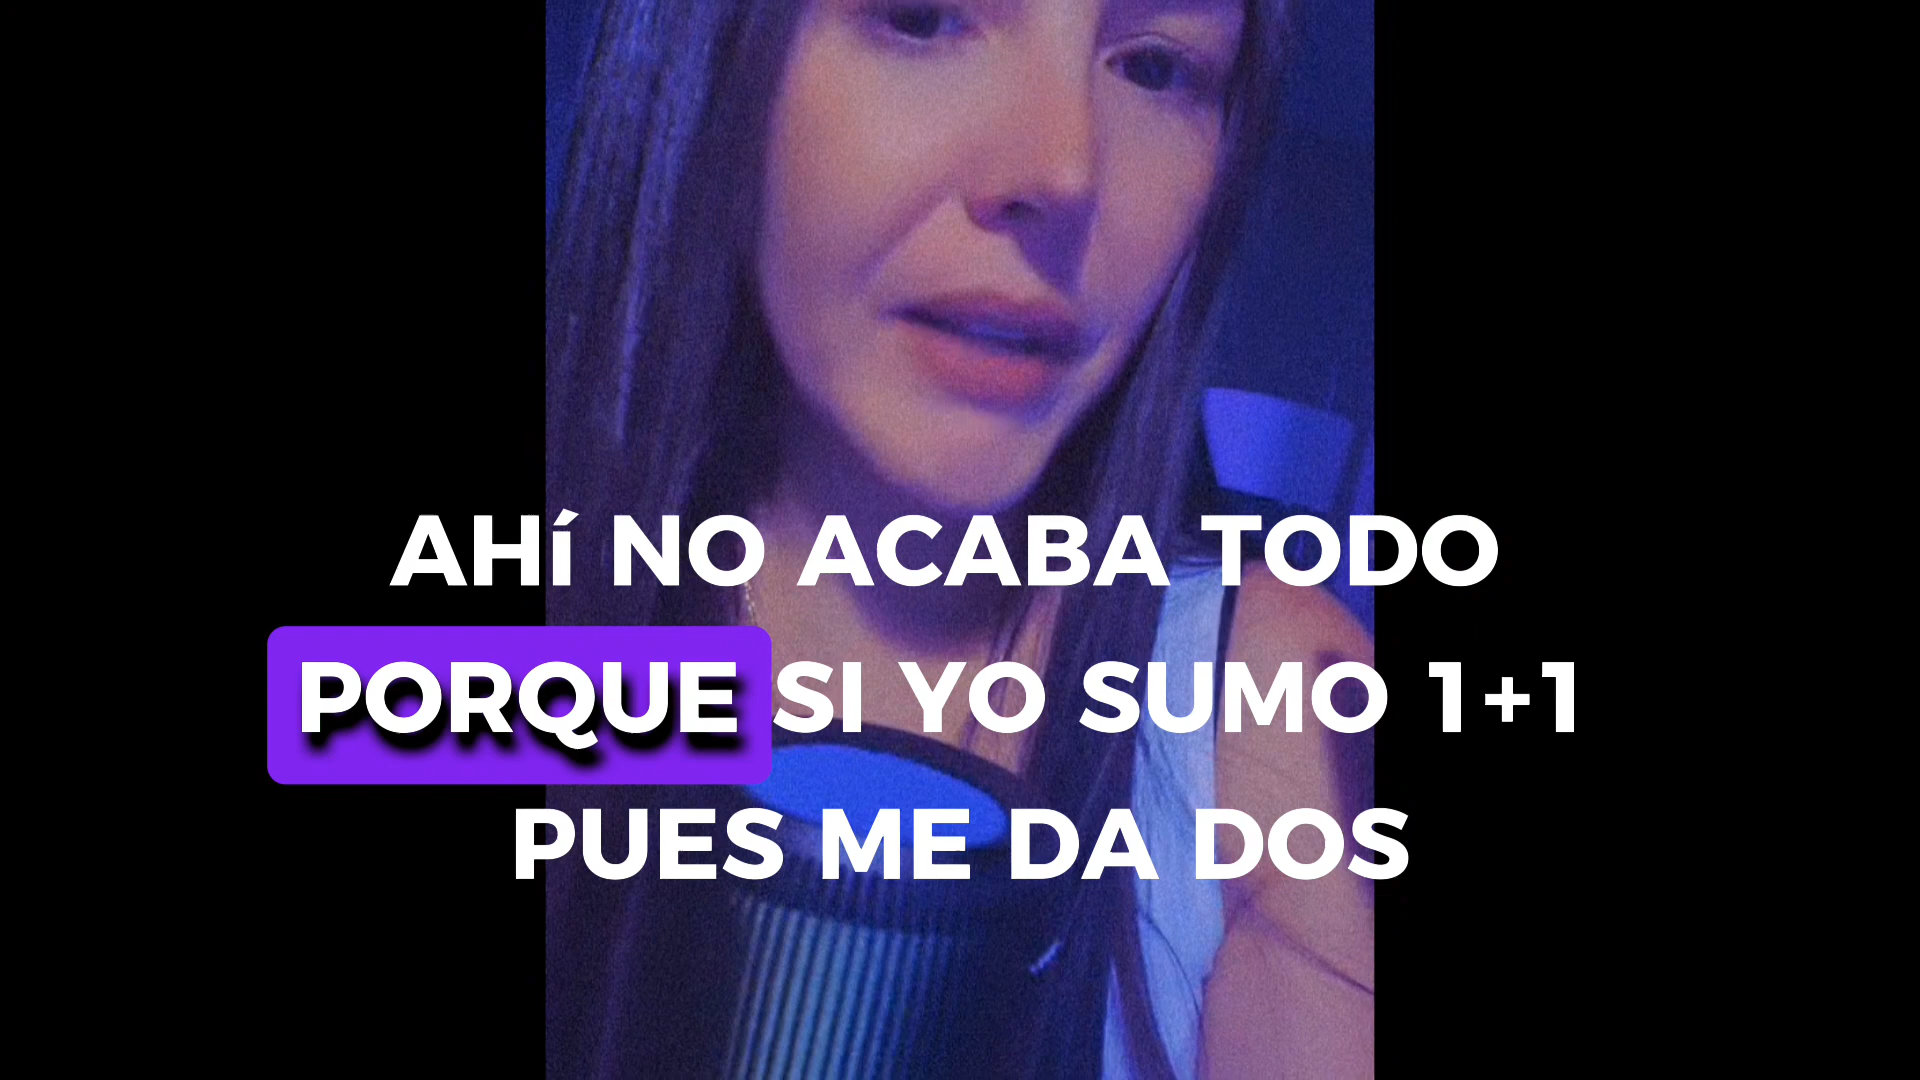 AHí NO ACABA TODO
PORQUE SI YO SUMO 1+1
PUES ME DA DOS